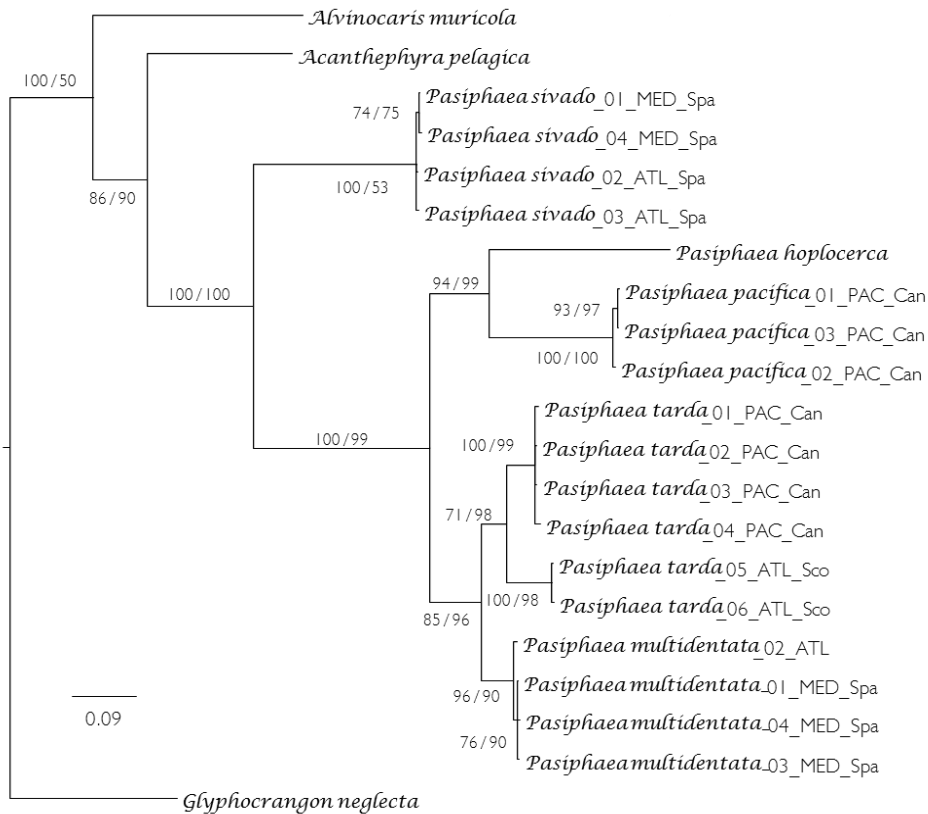 Alvinocaris muricola
Acanthephyra pelagica
100/50
Pasiphaea sivado_01_MED_Spa
74/75
Pasiphaea sivado_04_MED_Spa
Pasiphaea sivado_02_ATL_Spa
100/53
86/90
Pasiphaea sivado_03_ATL_Spa
Pasiphaea hoplocerca
94/99
100/100
Pasiphaea pacifica_01_PAC_Can
93/97
Pasiphaea pacifica_03_PAC_Can
100/100
Pasiphaea pacifica_02_PAC_Can
Pasiphaea tarda_01_PAC_Can
100/99
100/99
Pasiphaea tarda_02_PAC_Can
Pasiphaea tarda_03_PAC_Can
71/98
Pasiphaea tarda_04_PAC_Can
Pasiphaea tarda_05_ATL_Sco
100/98
Pasiphaea tarda_06_ATL_Sco
85/96
Pasiphaea multidentata_02_ATL
Pasiphaea multidentata_01_MED_Spa
96/90
0.09
Pasiphaea multidentata_04_MED_Spa
76/90
Pasiphaea multidentata_03_MED_Spa
Glyphocrangon neglecta